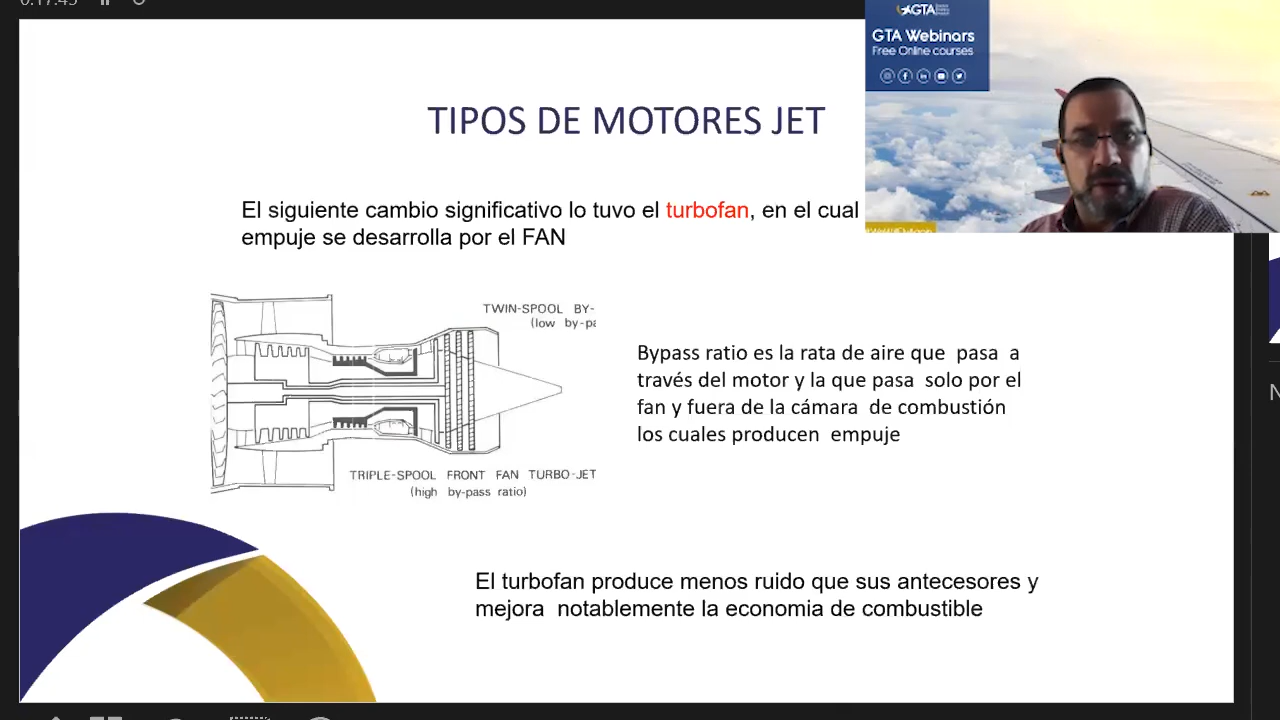 0:17:45
GTA
GTA Webinars
Free Online courses
TIPOS DE MOTORES JET
El siguiente cambio significativo lo tuvo el turbofan, en el cual
empuje se desarrolla por el FAN
TWIN-SPOOL BY-
(low by-pa
Bypass ratio es la rata de aire que pasa a
través del motor y la que pasa solo por el
fan y fuera de la cámara de combustión
los cuales producen empuje
TRIPLE-SPOOL FRONT FAN TURBO-JET
(high by-pass ratio)
El turbofan produce menos ruido que sus antecesores y
mejora notablemente la economia de combustible
N